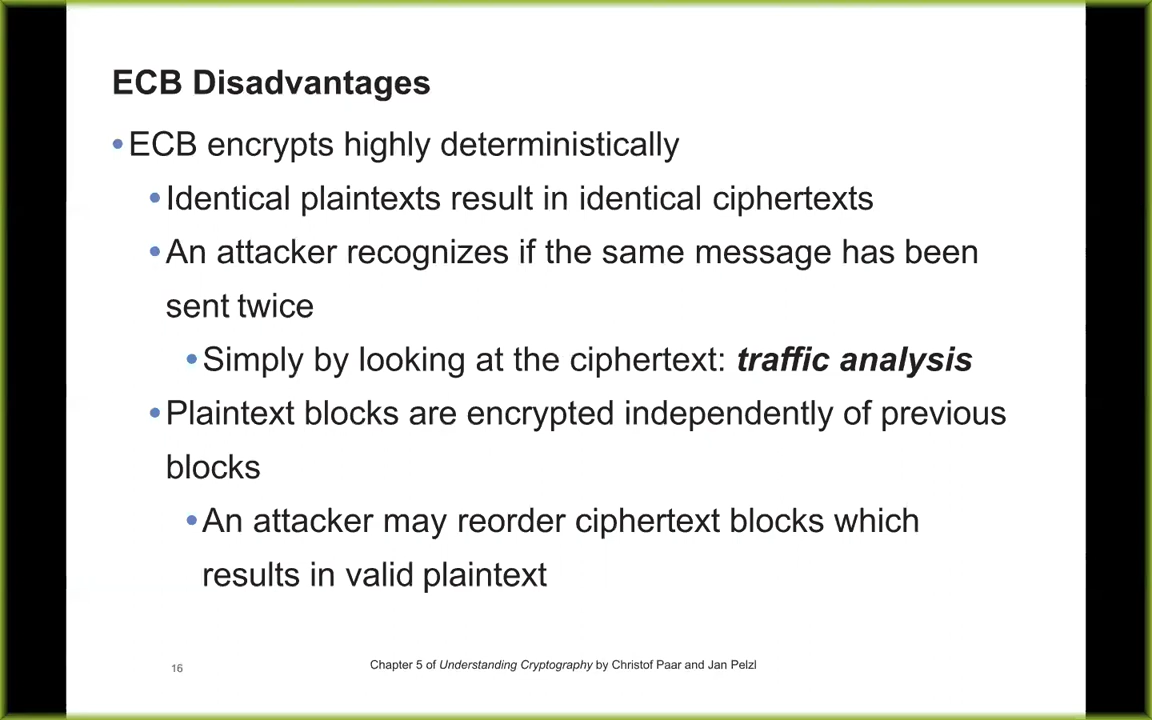 ECB Disadvantages
•ECB encrypts highly deterministically
•Identical plaintexts result in identical ciphertexts
•An attacker recognizes if the same message has been
sent twice
•Simply by looking at the ciphertext: traffic analysis
•Plaintext blocks are encrypted independently of previous
blocks
•An attacker may reorder ciphertext blocks which
results in valid plaintext
16
Chapter 5 of Understanding Cryptography by Christof Paar and Jan Pelzl